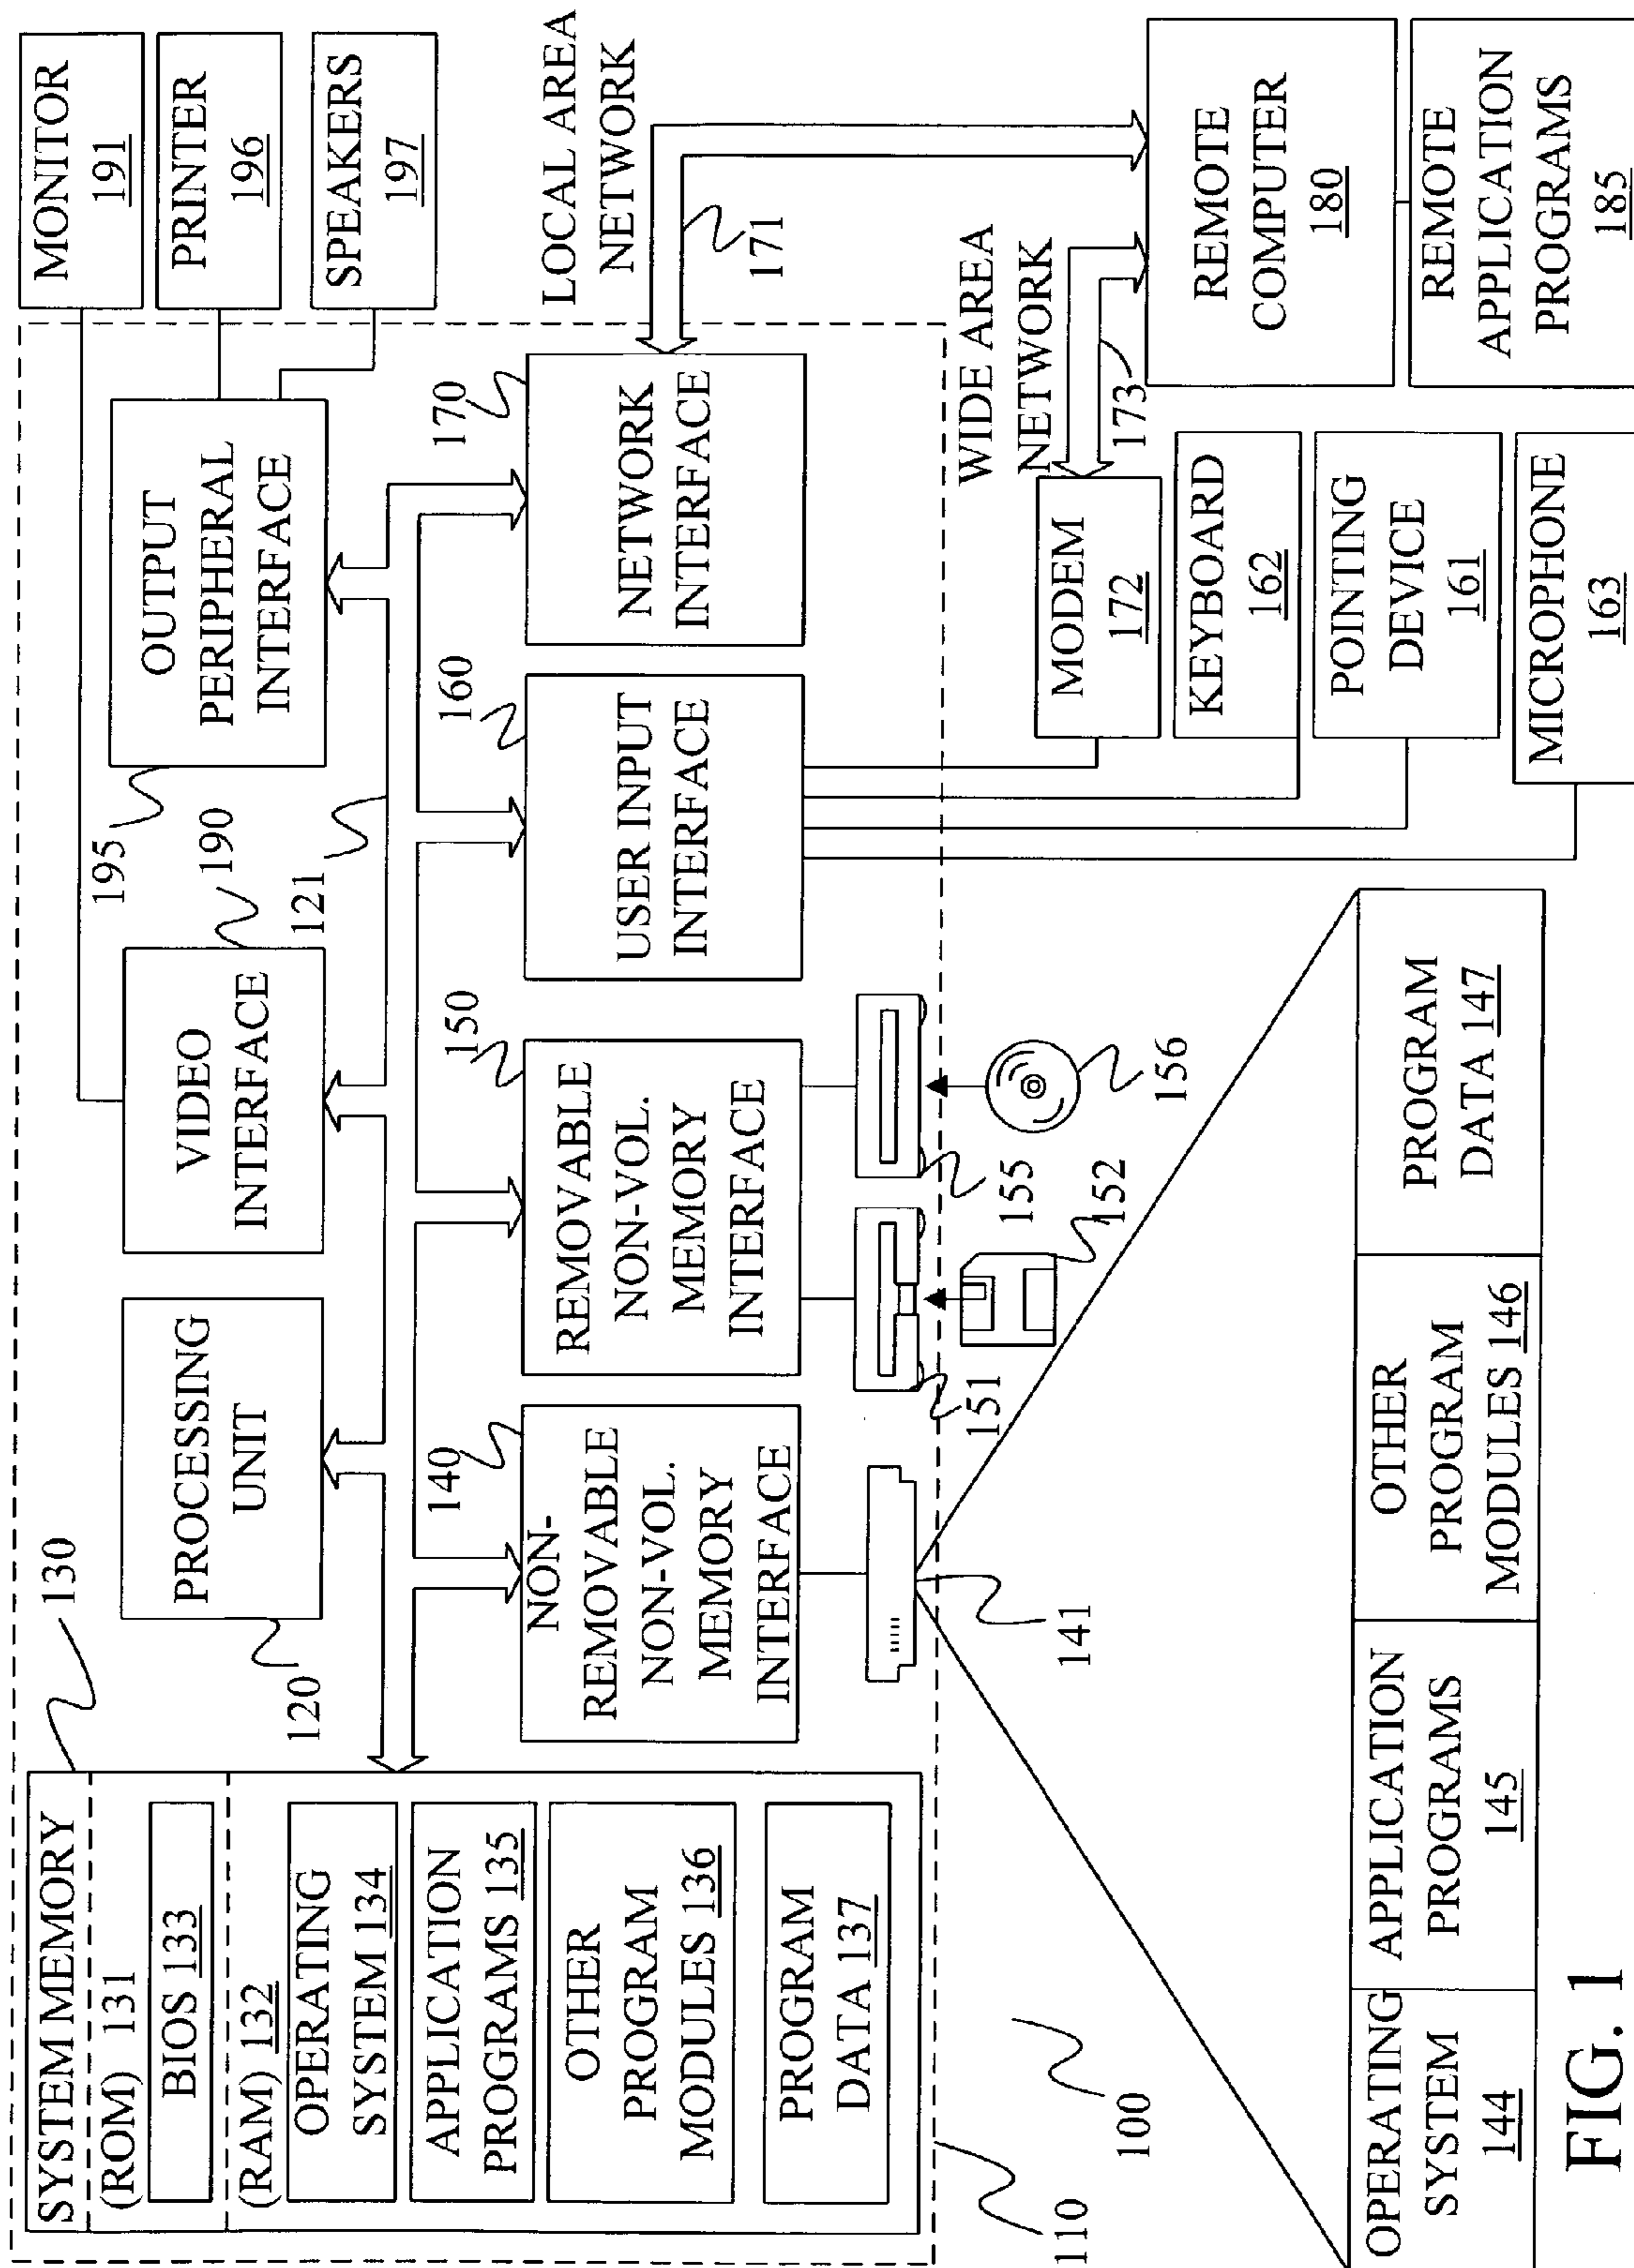 SYSTEM MEMORY
(ROM) 131
BIOS 133
(RAM) 132
OPERATING
SYSTEM 134
APPLICATION
PROGRAMS 135
OTHER
PROGRAM
MODULES 136
PROGRAM
DATA 137
130
120
PROCESSING
UNIT
VIDEO
INTERFACE
190
121
195
OUTPUT
PERIPHERAL
INTERFACE
MONITOR
191
PRINTER
196
SPEAKERS
197
140
NON-
REMOVABLE
NON-VOL.
MEMORY
INTERFACE
150
REMOVABLE
NON-VOL.
MEMORY
INTERFACE
160
USER INPUT
INTERFACE
170
NETWORK
INTERFACE
LOCAL AREA
NETWORK
171
WIDE AREA
NETWORK
173
141
151
152
155
156
MODEM
172
KEYBOARD
162
POINTING
DEVICE
161
MICROPHONE
163
REMOTE
COMPUTER
180
REMOTE
APPLICATION
PROGRAMS
185
110
100
OPERATING
SYSTEM
144
APPLICATION
PROGRAMS
145
OTHER
PROGRAM
MODULES 146
PROGRAM
DATA 147
FIG. 1